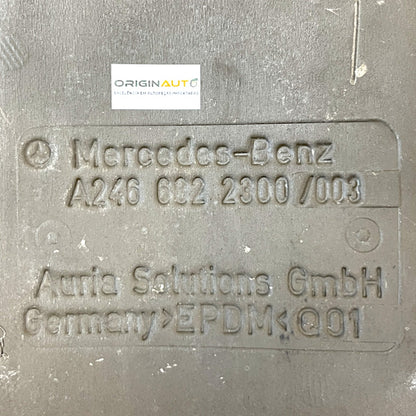 ORIGINAUTO
Mercedes-Benz
A246 682 2300/003
Auria Solutions GmbH
Germany >EPDM< Q01